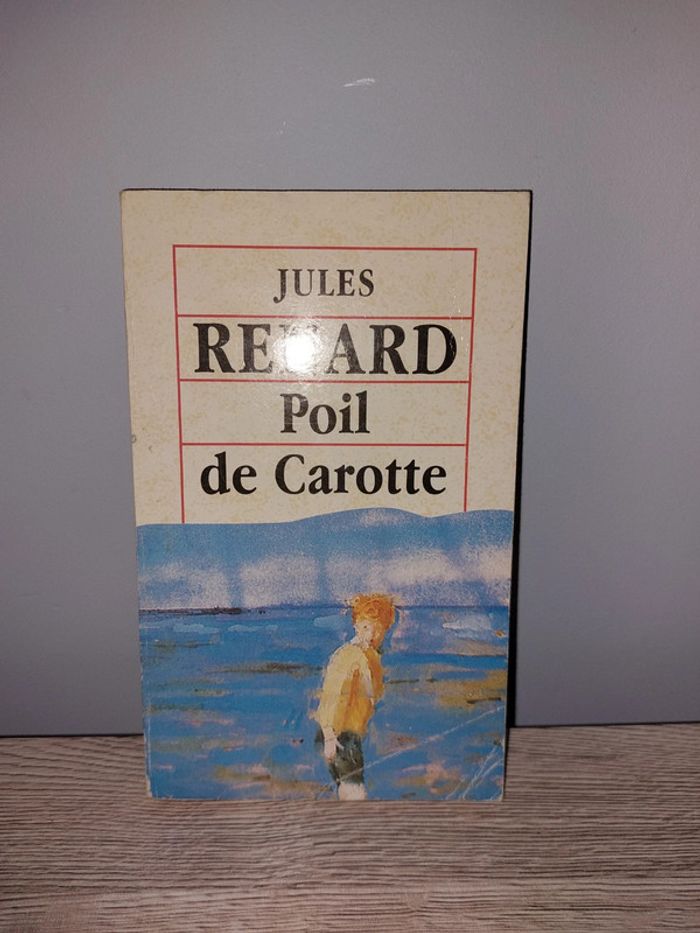 JULES
RENARD
Poil
de Carotte